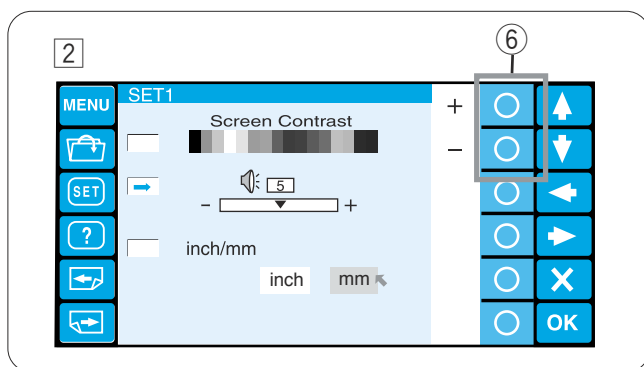 2
⑥
MENU
SET1
+
Screen Contrast
-
SET
5
- +
?
inch/mm
inch mm
X
OK